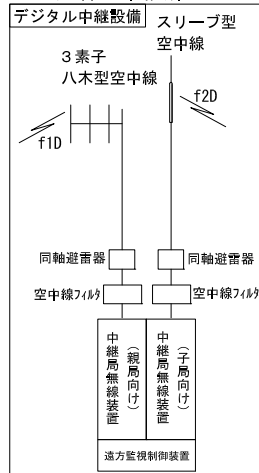 デジタル中継設備
スリーブ型
空中線
3素子
八木型空中線
f1D
f2D
同軸避雷器
同軸避雷器
空中線フィルタ
空中線フィルタ
中継局無線装置
(親局向け)
中継局無線装置
(子局向け)
遠方監視制御装置